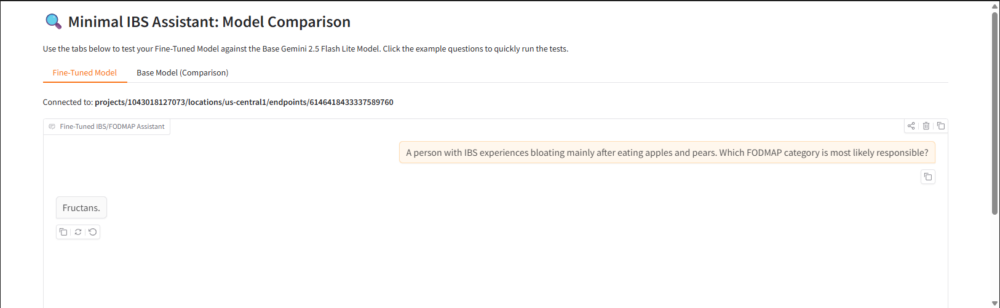 Minimal IBS Assistant: Model Comparison
Use the tabs below to test your Fine-Tuned Model against the Base Gemini 2.5 Flash Lite Model. Click the example questions to quickly run the tests.
Fine-Tuned Model Base Model (Comparison)
Connected to: projects/1043018127073/locations/us-central1/endpoints/6146418433337589760
Fine-Tuned IBS/FODMAP Assistant
A person with IBS experiences bloating mainly after eating apples and pears. Which FODMAP category is most likely responsible?
Fructans.